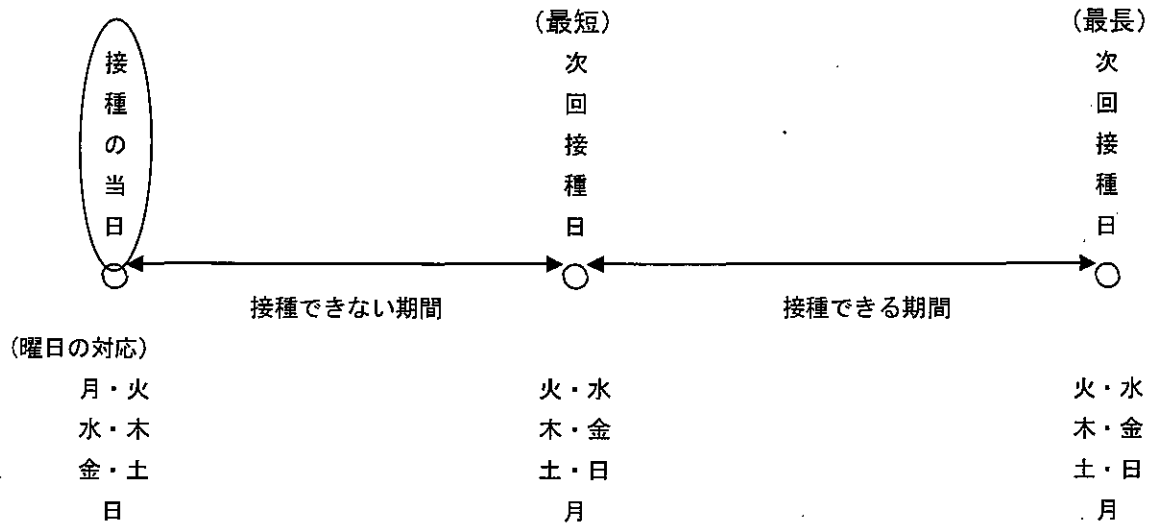 接種の当日
（最短）
次回接種日
（最長）
次回接種日
接種できない期間
接種できる期間
（曜日の対応）
月・火 火・水 火・水
水・木 木・金 木・金
金・土 土・日 土・日
日 月 月